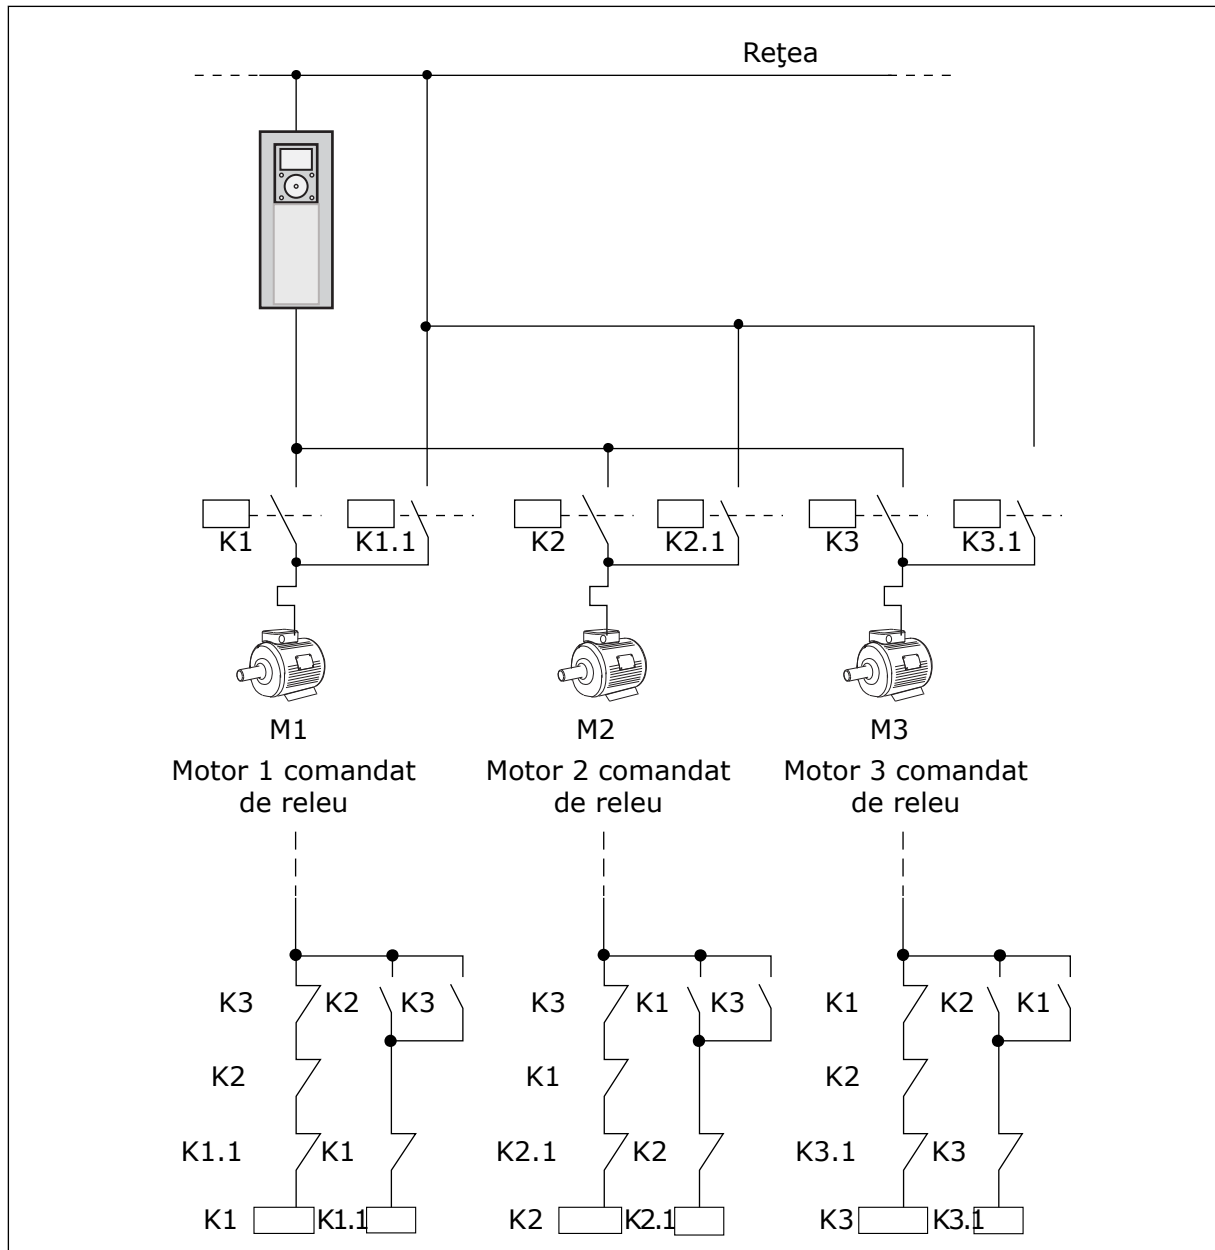 Reţea
K1 K1.1 K2 K2.1 K3 K3.1
M1 M2 M3
Motor 1 comandat
de releu
Motor 2 comandat
de releu
Motor 3 comandat
de releu
K3 K2 K3 K3 K1 K3 K1 K2 K1
K2 K1 K2
K1.1 K1 K2.1 K2 K3.1 K3
K1 K1.1 K2 K2.1 K3 K3.1